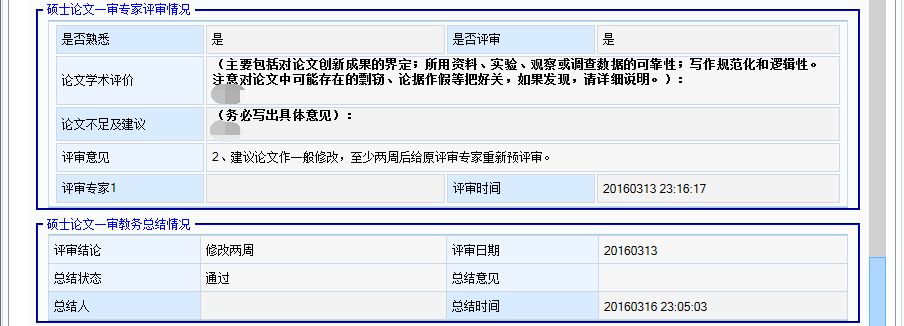 硕士论文一审专家评审情况
是否熟悉 是 是否评审 是
（主要包括对论文创新成果的界定；所用资料、实验、观察或调查数据的可靠性；写作规范化和逻辑性。
论文学术评价 注意对论文中可能存在的剽窃、论据作假等把好关，如果发现，请详细说明。）：
论文不足及建议 （务必写出具体意见）：
评审意见 2、建议论文作一般修改，至少两周后给原评审专家重新预评审。
评审专家1 评审时间 20160313 23:16:17
硕士论文一审教务总结情况
评审结论 修改两周 评审日期 20160313
总结状态 通过 总结意见
总结人 总结时间 20160316 23:05:03